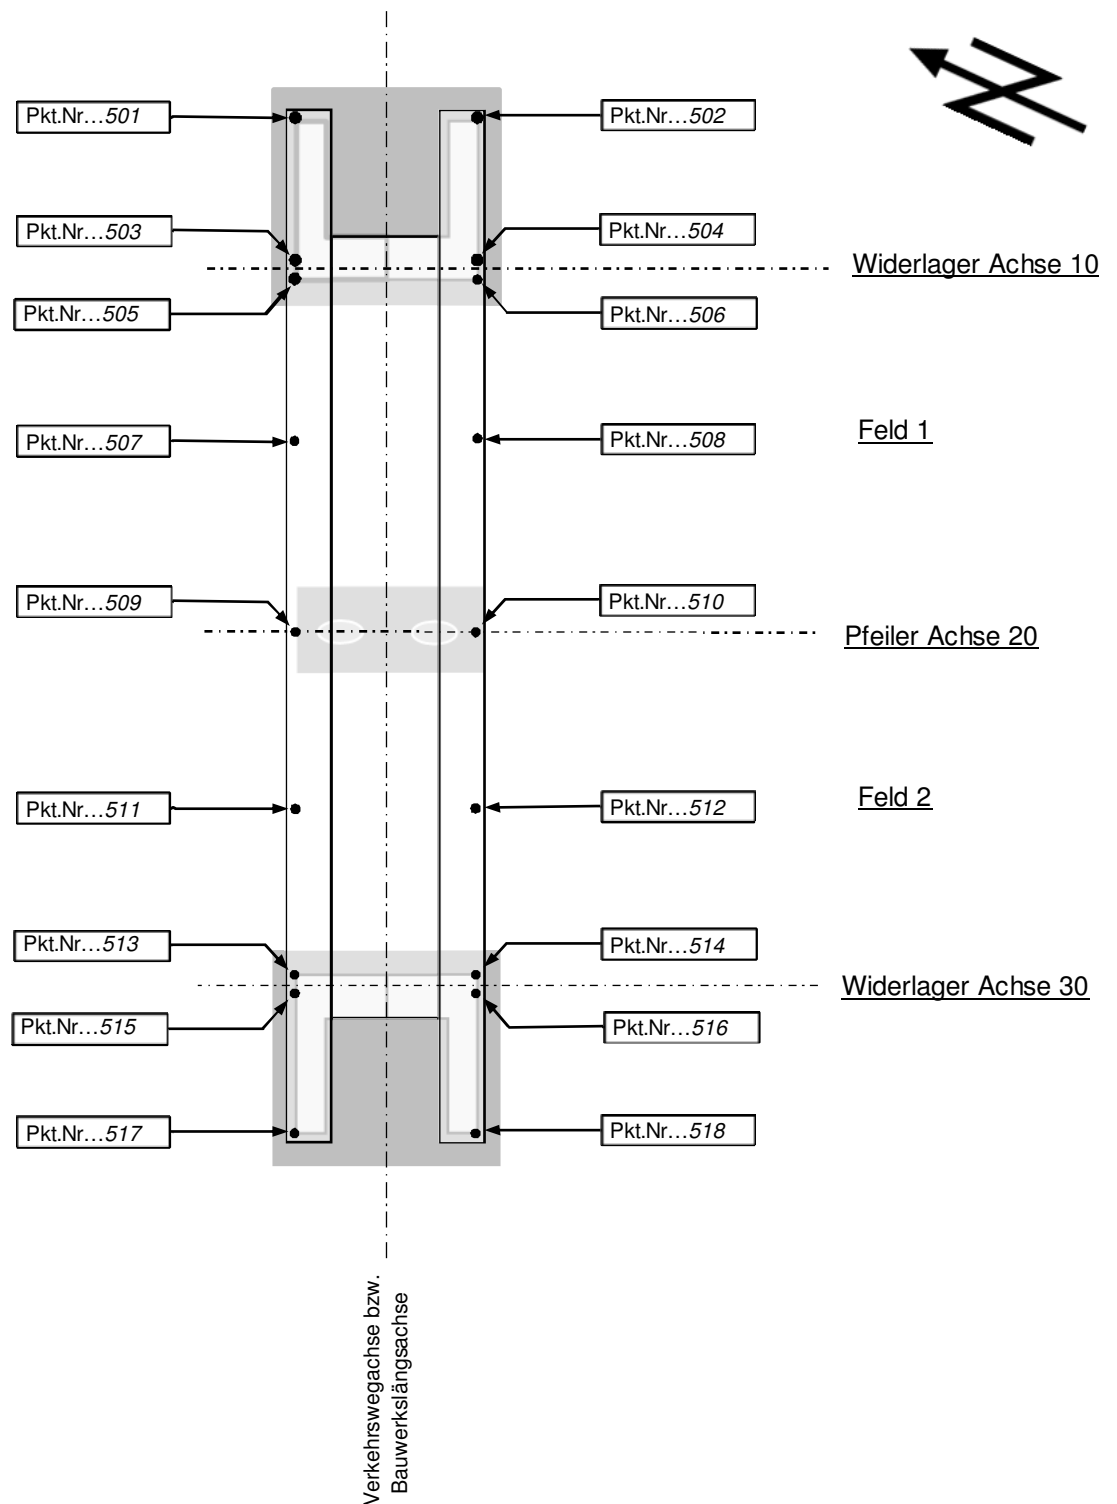 Pkt.Nr…501
Pkt.Nr…502
Pkt.Nr…503
Pkt.Nr…504
Widerlager Achse 10
Pkt.Nr…505
Pkt.Nr…506
Pkt.Nr…507
Pkt.Nr…508
Feld 1
Pkt.Nr…509
Pkt.Nr…510
Pfeiler Achse 20
Pkt.Nr…511
Pkt.Nr…512
Feld 2
Pkt.Nr…513
Pkt.Nr…514
Widerlager Achse 30
Pkt.Nr…515
Pkt.Nr…516
Pkt.Nr…517
Pkt.Nr…518
Verkehrswegachse bzw.
Bauwerkslängsachse